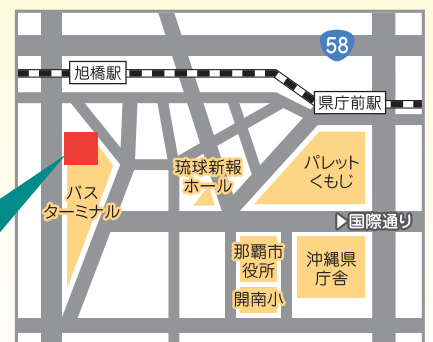 58
旭橋駅
県庁前駅
琉球新報
ホール
パレット
くもじ
バス
ターミナル
▶国際通り
那覇市
役所
沖縄県
庁舎
開南小